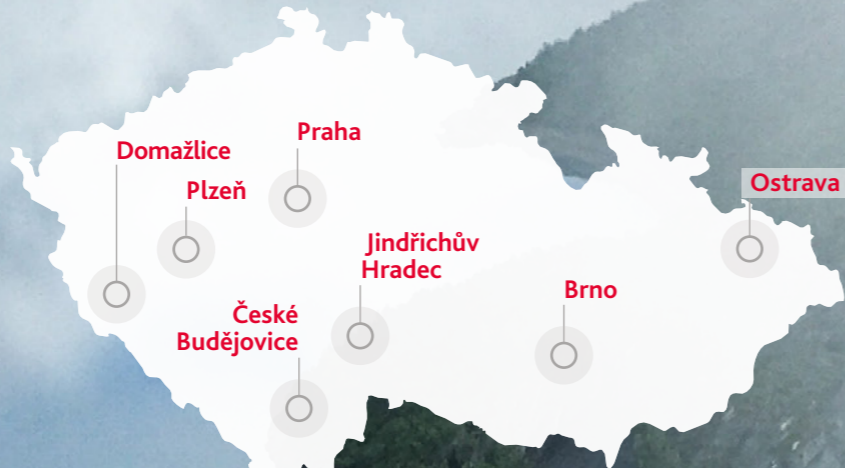 Praha
Domažlice
Plzeň
Ostrava
Jindřichův
Hradec
Brno
České
Budějovice